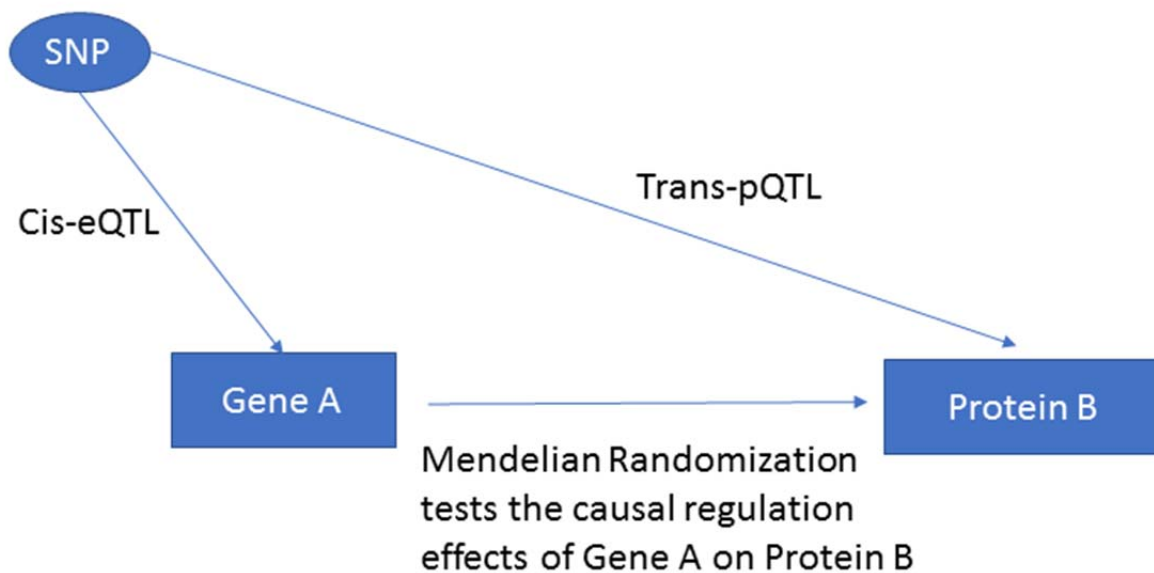 SNP
Trans-pQTL
Cis-eQTL
Gene A
Protein B
Mendelian Randomization
tests the causal regulation
effects of Gene A on Protein B